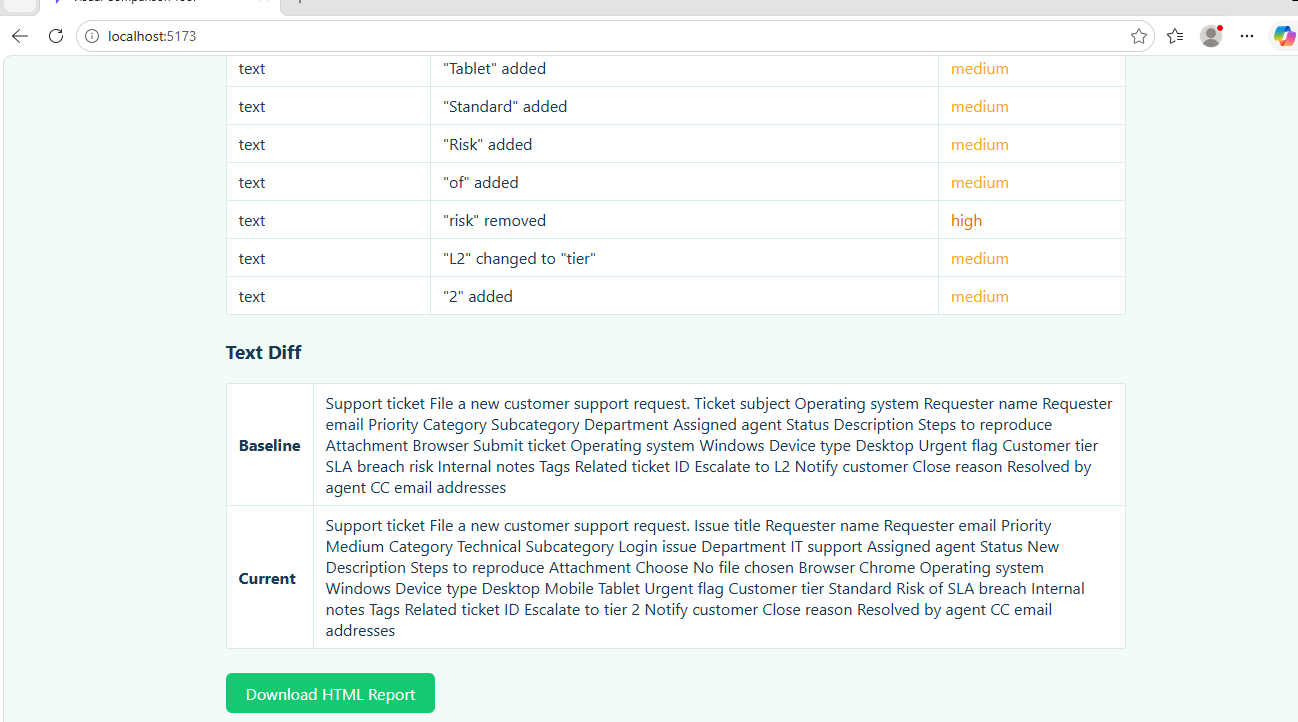 localhost:5173
text "Tablet" added medium
text "Standard" added medium
text "Risk" added medium
text "of" added medium
text "risk" removed high
text "L2" changed to "tier" medium
text "2" added medium
Text Diff
Baseline
Support ticket File a new customer support request. Ticket subject Operating system Requester name Requester
email Priority Category Subcategory Department Assigned agent Status Description Steps to reproduce
Attachment Browser Submit ticket Operating system Windows Device type Desktop Urgent flag Customer tier
SLA breach risk Internal notes Tags Related ticket ID Escalate to L2 Notify customer Close reason Resolved by
agent CC email addresses
Current
Support ticket File a new customer support request. Issue title Requester name Requester email Priority
Medium Category Technical Subcategory Login issue Department IT support Assigned agent Status New
Description Steps to reproduce Attachment Choose No file chosen Browser Chrome Operating system
Windows Device type Desktop Mobile Tablet Urgent flag Customer tier Standard Risk of SLA breach Internal
notes Tags Related ticket ID Escalate to tier 2 Notify customer Close reason Resolved by agent CC email
addresses
Download HTML Report